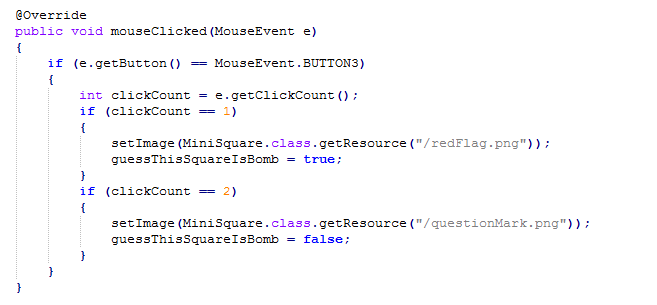 @Override
public void mouseClicked(MouseEvent e)
{
    if (e.getButton() == MouseEvent.BUTTON3)
    {
        int clickCount = e.getClickCount();
        if (clickCount == 1)
        {
            setImage(MiniSquare.class.getResource("/redFlag.png"));
            guessThisSquareIsBomb = true;
        }
        if (clickCount == 2)
        {
            setImage(MiniSquare.class.getResource("/questionMark.png"));
            guessThisSquareIsBomb = false;
        }
    }
}